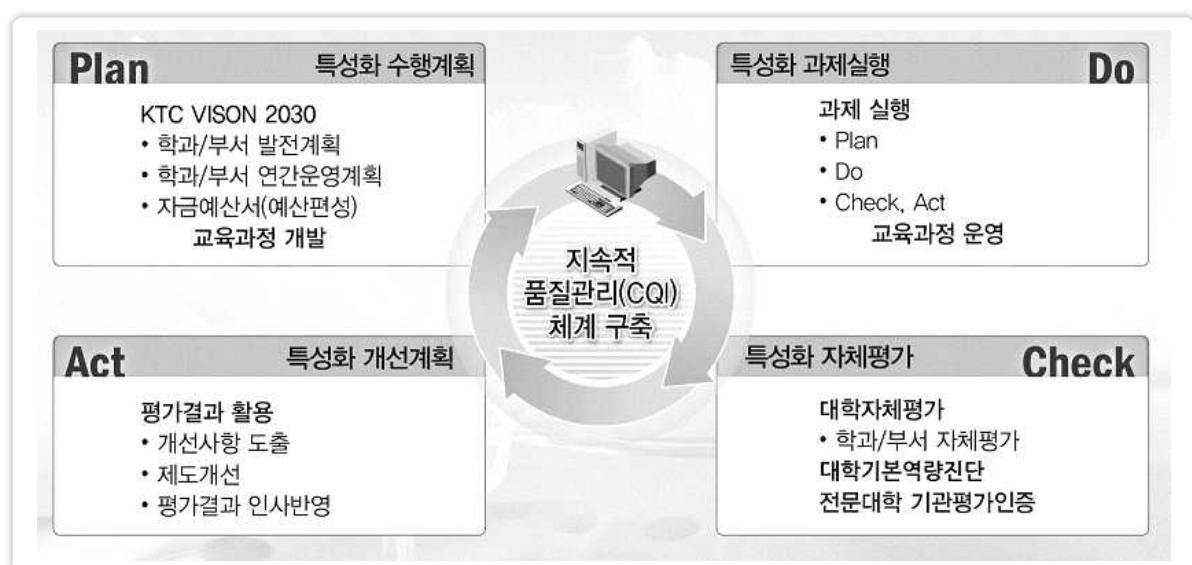 Plan 특성화 수행계획
KTC VISON 2030
• 학과/부서 발전계획
• 학과/부서 연간운영계획
• 자금예산서(예산편성)
교육과정 개발
특성화 과제실행 Do
과제 실행
• Plan
• Do
• Check, Act
교육과정 운영
지속적
품질관리(CQI)
체계 구축
Act 특성화 개선계획
평가결과 활용
• 개선사항 도출
• 제도개선
• 평가결과 인사반영
특성화 자체평가 Check
대학자체평가
• 학과/부서 자체평가
대학기본역량진단
전문대학 기관평가인증